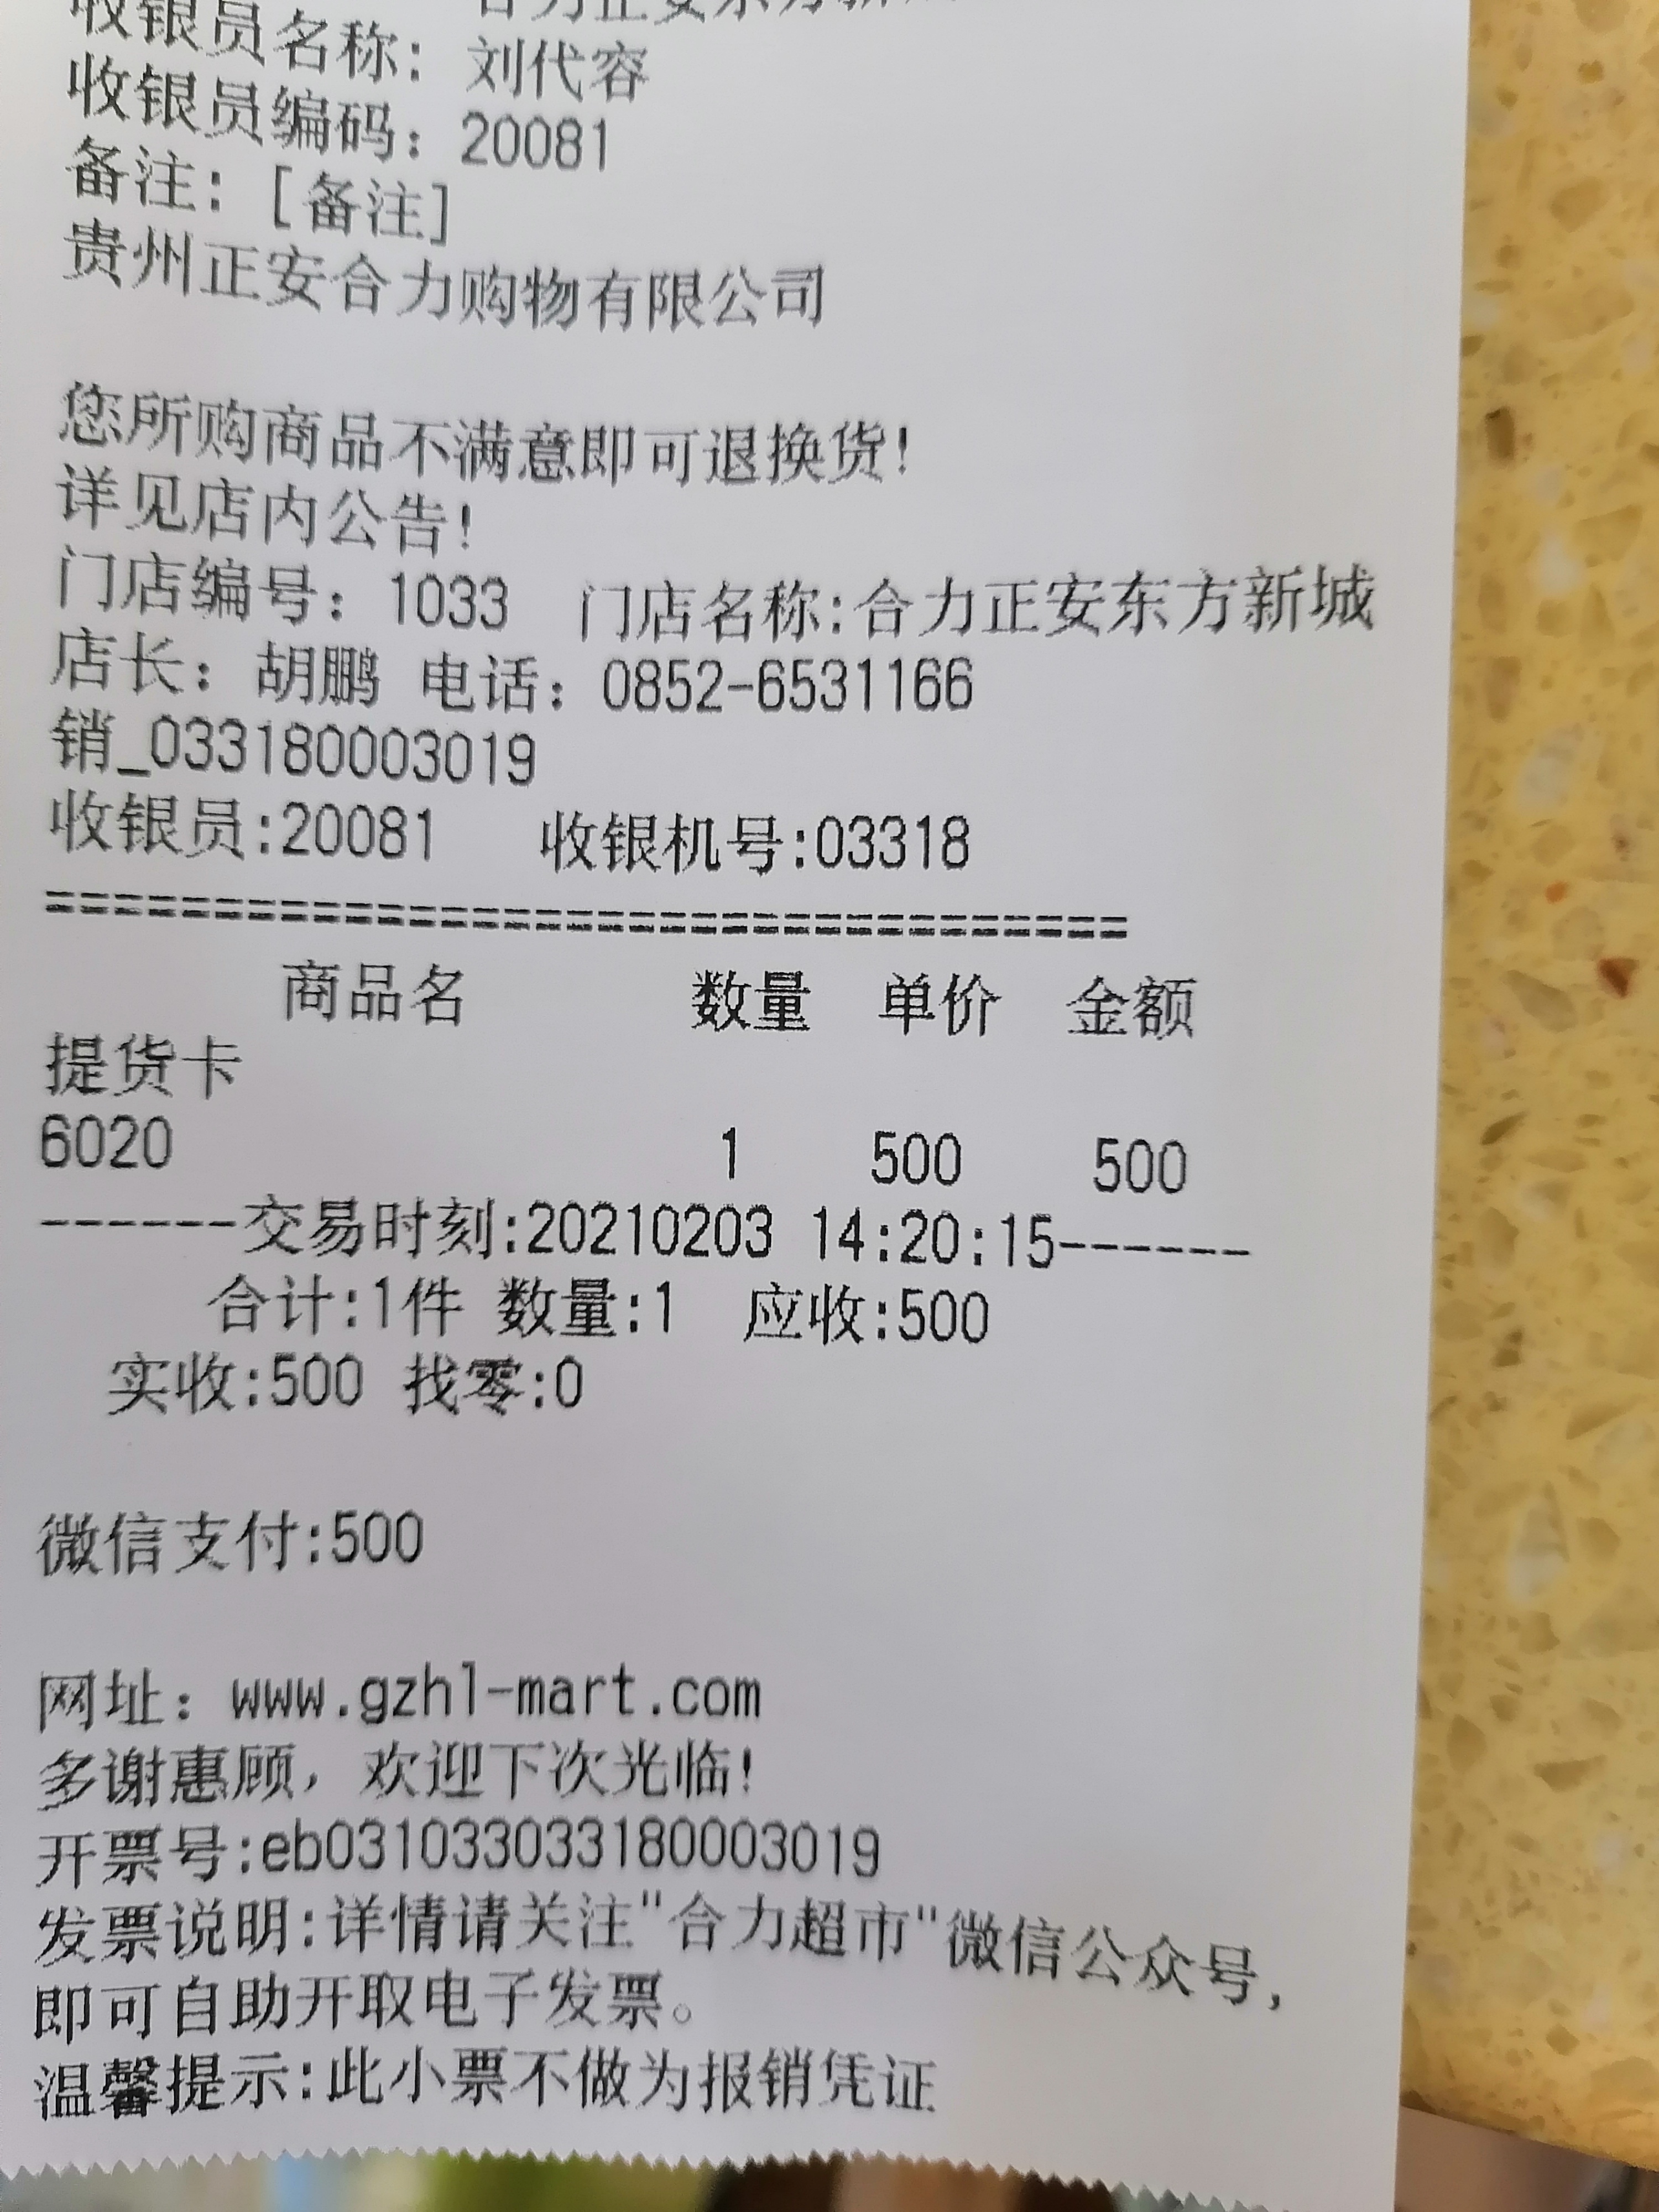 合力正安东方新城
收银员名称：刘代容
收银员编码：20081
备注：[备注]
贵州正安合力购物有限公司
您所购商品不满意即可退换货！
详见店内公告！
门店编号：1033 门店名称:合力正安东方新城
店长：胡鹏 电话：0852-6531166
销_033180003019
收银员:20081 收银机号:03318
==================================
商品名 数量 单价 金额
提货卡
6020 1 500 500
------交易时刻:20210203 14:20:15------
合计:1件 数量:1 应收:500
实收:500 找零:0
微信支付:500
网址：www.gzhl-mart.com
多谢惠顾，欢迎下次光临！
开票号:eb031033033180003019
发票说明:详情请关注"合力超市"微信公众号，
即可自助开取电子发票。
温馨提示:此小票不做为报销凭证